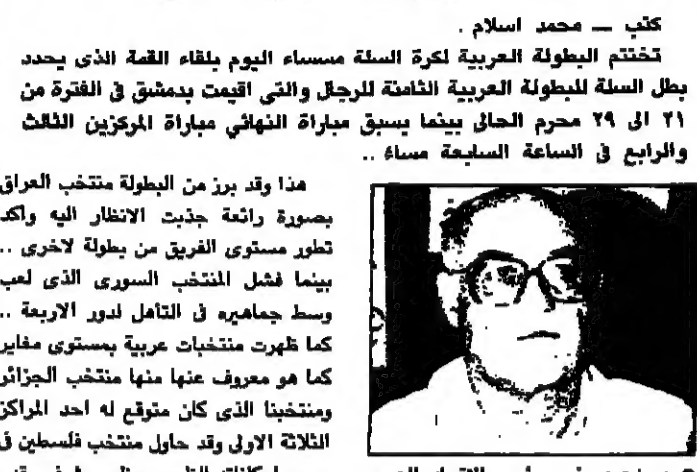 كتب — محمد اسلام .
تختتم البطولة العربية لكرة السلة مسساء اليوم بلقاء القمة الذى يحدد
بطل السلة للبطولة العربية الثامنة للرجال والتى اقيمت بدمشق فى الفترة من
٢١ الى ٢٩ محرم الحالى بينما يسبق مباراة النهائي مباراة المركزين الثالث
والرابع فى الساعة السابعة مساءً ..
هذا وقد برز من البطولة منتخب العراق
بصورة رائعة جذبت الانظار اليه واكد
تطور مستوى الفريق من بطولة لاخرى ..
بينما فشل المنتخب السورى الذى لعب
وسط جماهيره فى التأهل لدور الاربعة ..
كما ظهرت منتخبات عربية بمستوى مغاير
كما هو معروف عنها منها منتخب الجزائر
ومنتخبنا الذى كان متوقع له احد المراكز
الثلاثة الاولى وقد حاول منتخب فلسطين فى